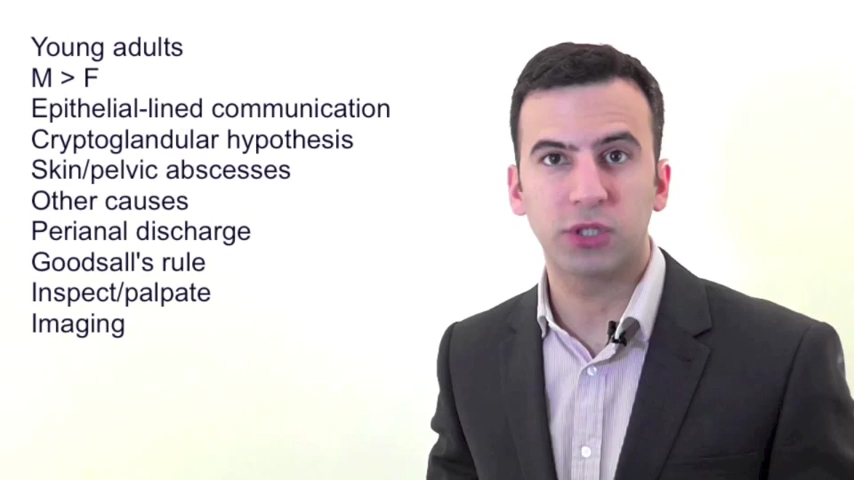 Young adults
M > F
Epithelial-lined communication
Cryptoglandular hypothesis
Skin/pelvic abscesses
Other causes
Perianal discharge
Goodsall's rule
Inspect/palpate
Imaging